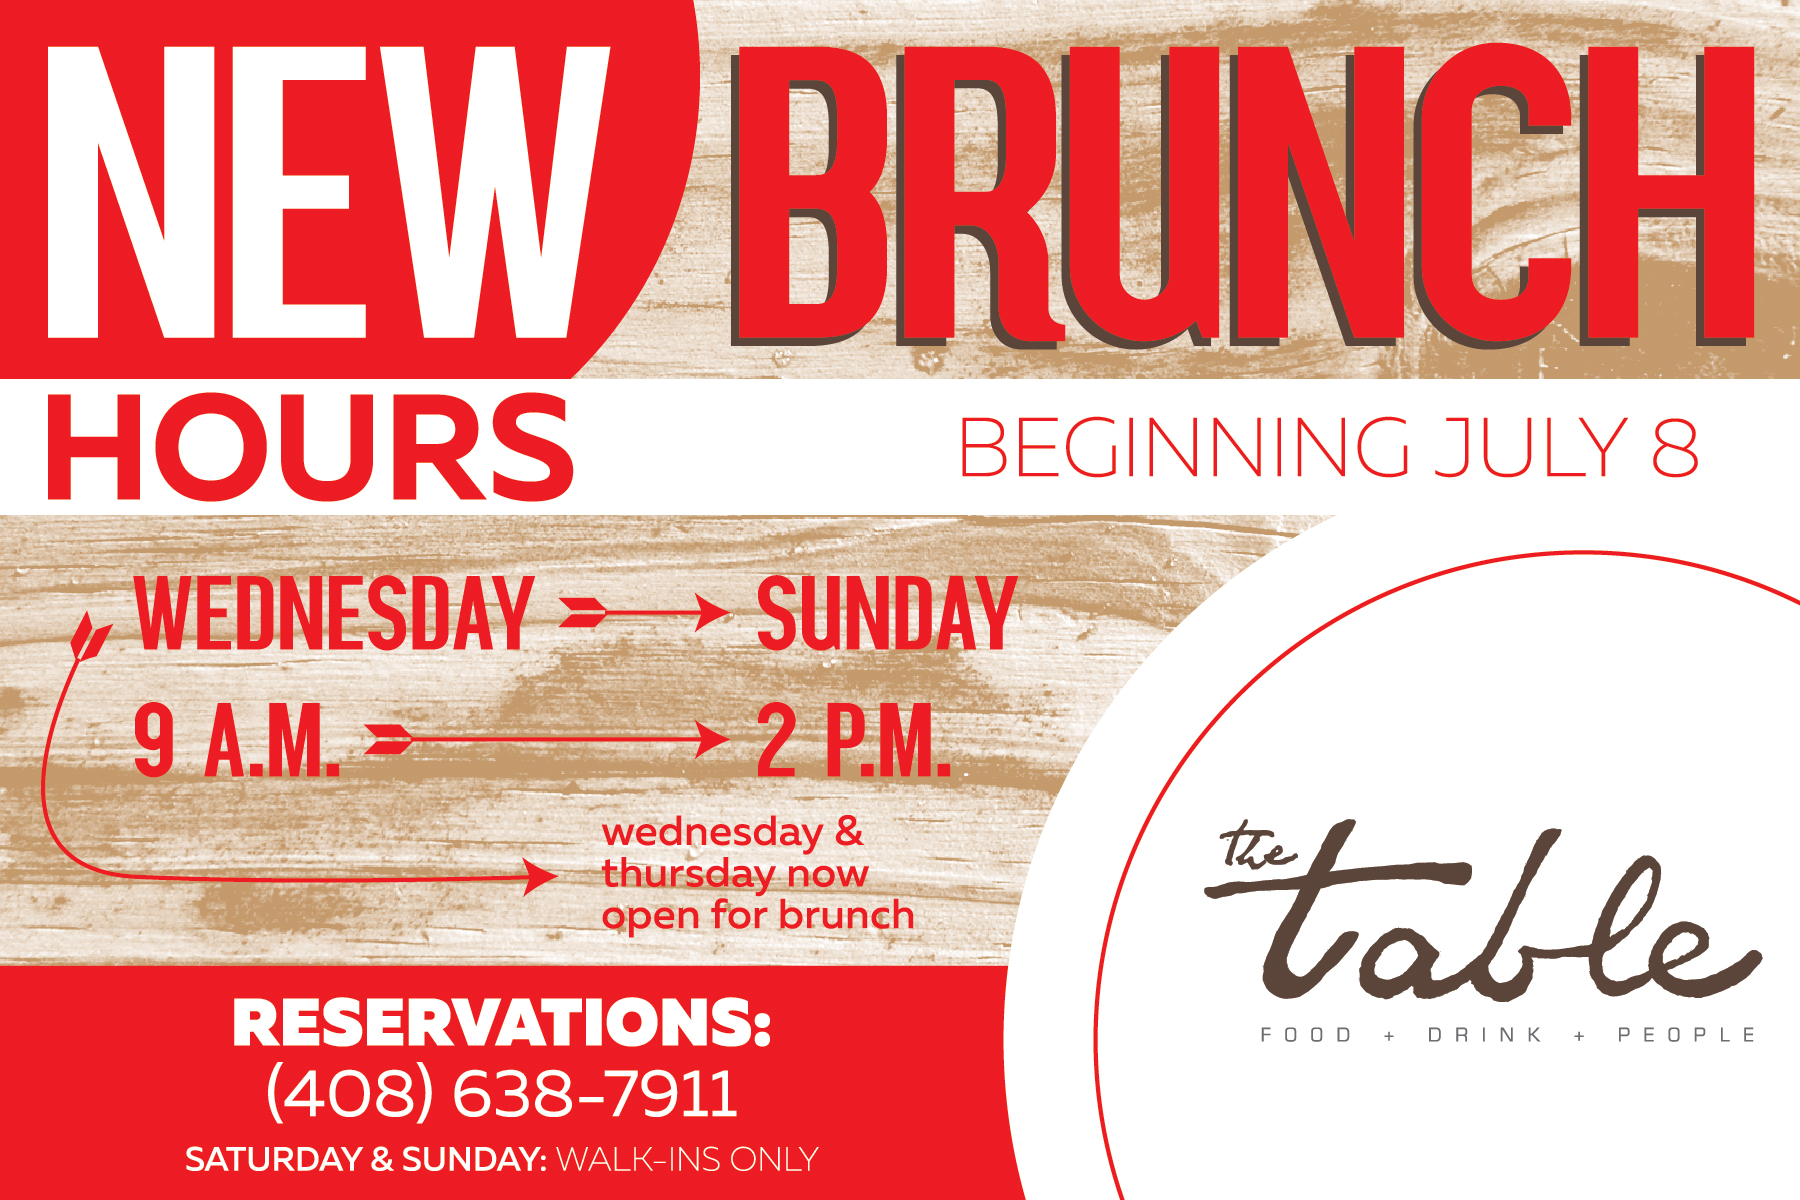 NEW BRUNCH
HOURS
BEGINNING JULY 8
WEDNESDAY SUNDAY
9 A.M. 2 P.M.
wednesday &
thursday now
open for brunch
RESERVATIONS:
(408) 638-7911
SATURDAY & SUNDAY: WALK-INS ONLY
the
table
FOOD + DRINK + PEOPLE